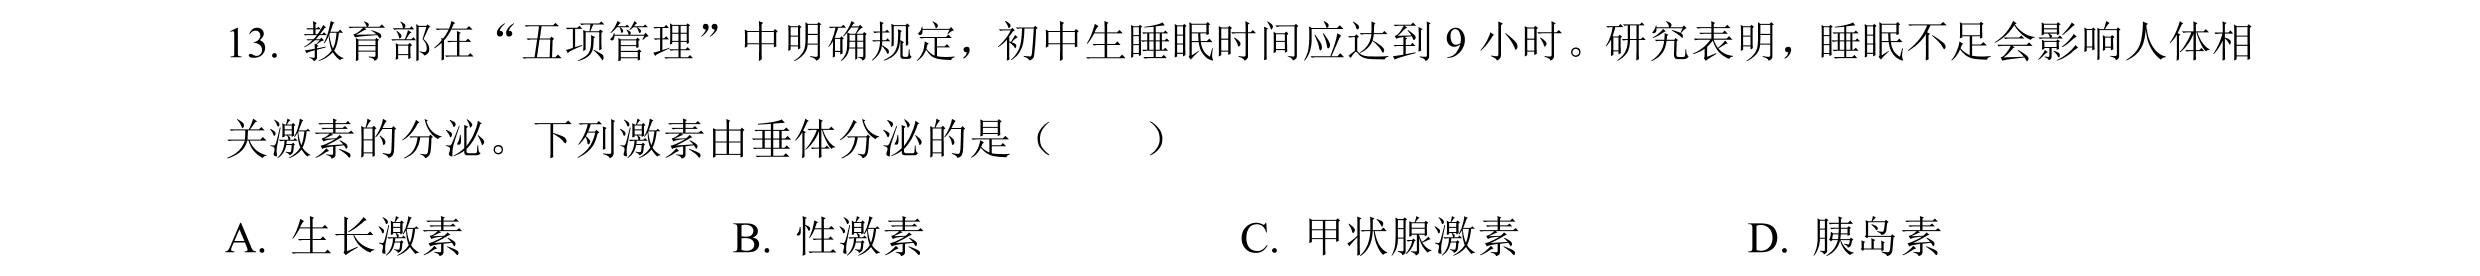 13. 教育部在“五项管理”中明确规定，初中生睡眠时间应达到 9 小时。研究表明，睡眠不足会影响人体相
关激素的分泌。下列激素由垂体分泌的是（　　）
A. 生长激素 B. 性激素 C. 甲状腺激素 D. 胰岛素